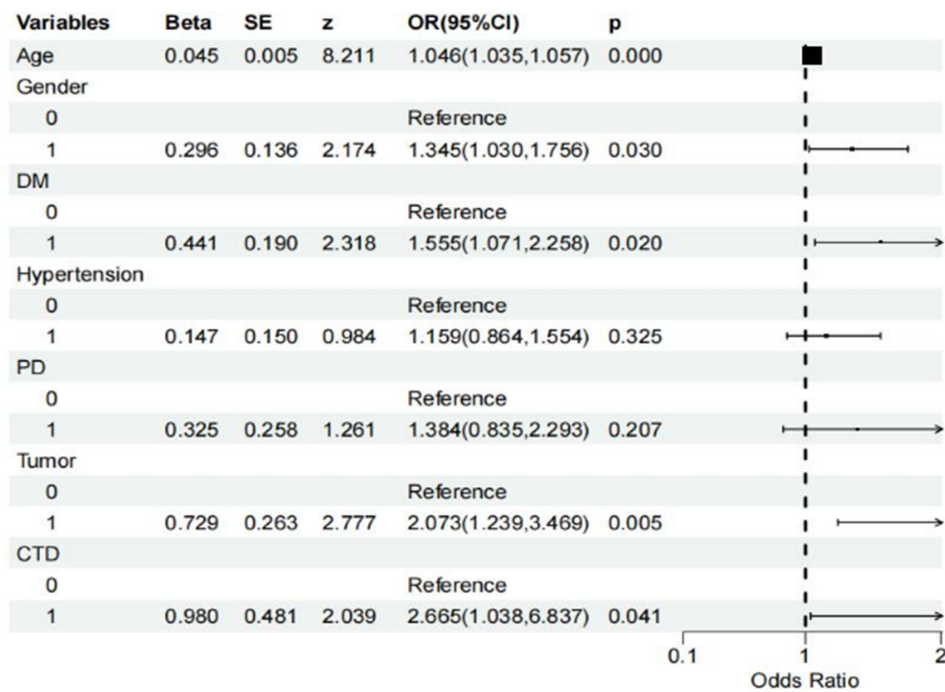 Variables Beta SE z OR(95%CI) p
Age 0.045 0.005 8.211 1.046(1.035,1.057) 0.000
Gender
0 Reference
1 0.296 0.136 2.174 1.345(1.030,1.756) 0.030
DM
0 Reference
1 0.441 0.190 2.318 1.555(1.071,2.258) 0.020
Hypertension
0 Reference
1 0.147 0.150 0.984 1.159(0.864,1.554) 0.325
PD
0 Reference
1 0.325 0.258 1.261 1.384(0.835,2.293) 0.207
Tumor
0 Reference
1 0.729 0.263 2.777 2.073(1.239,3.469) 0.005
CTD
0 Reference
1 0.980 0.481 2.039 2.665(1.038,6.837) 0.041
0.1 1 2
Odds Ratio